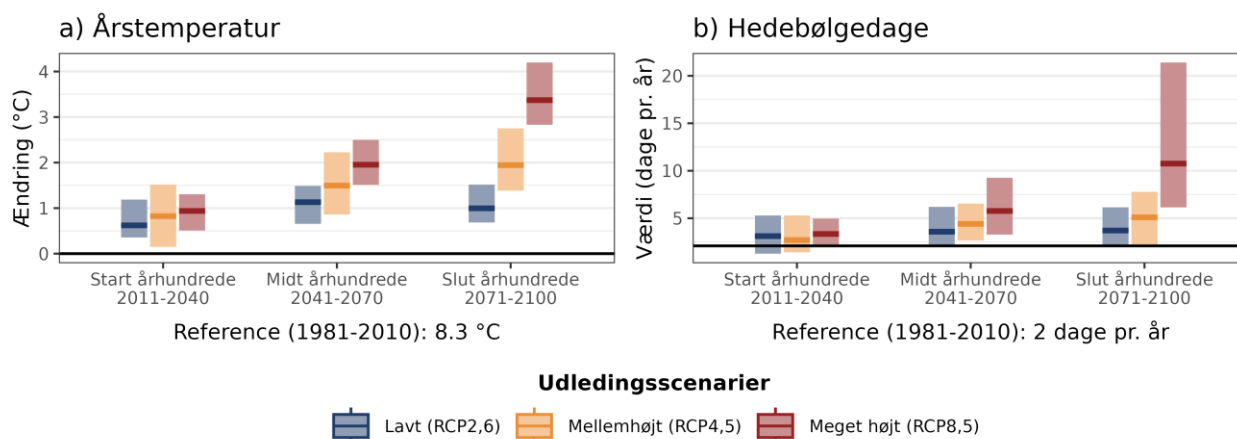 a) Årstemperatur
Ændring (°C)
4
3
2
1
0
Start århundrede
2011-2040
Midt århundrede
2041-2070
Slut århundrede
2071-2100
Reference (1981-2010): 8.3 °C
b) Hedebølgedage
Værdi (dage pr. år)
20
15
10
5
Start århundrede
2011-2040
Midt århundrede
2041-2070
Slut århundrede
2071-2100
Reference (1981-2010): 2 dage pr. år
Udledingsscenarier
Lavt (RCP2,6)
Mellemhøjt (RCP4,5)
Meget højt (RCP8,5)